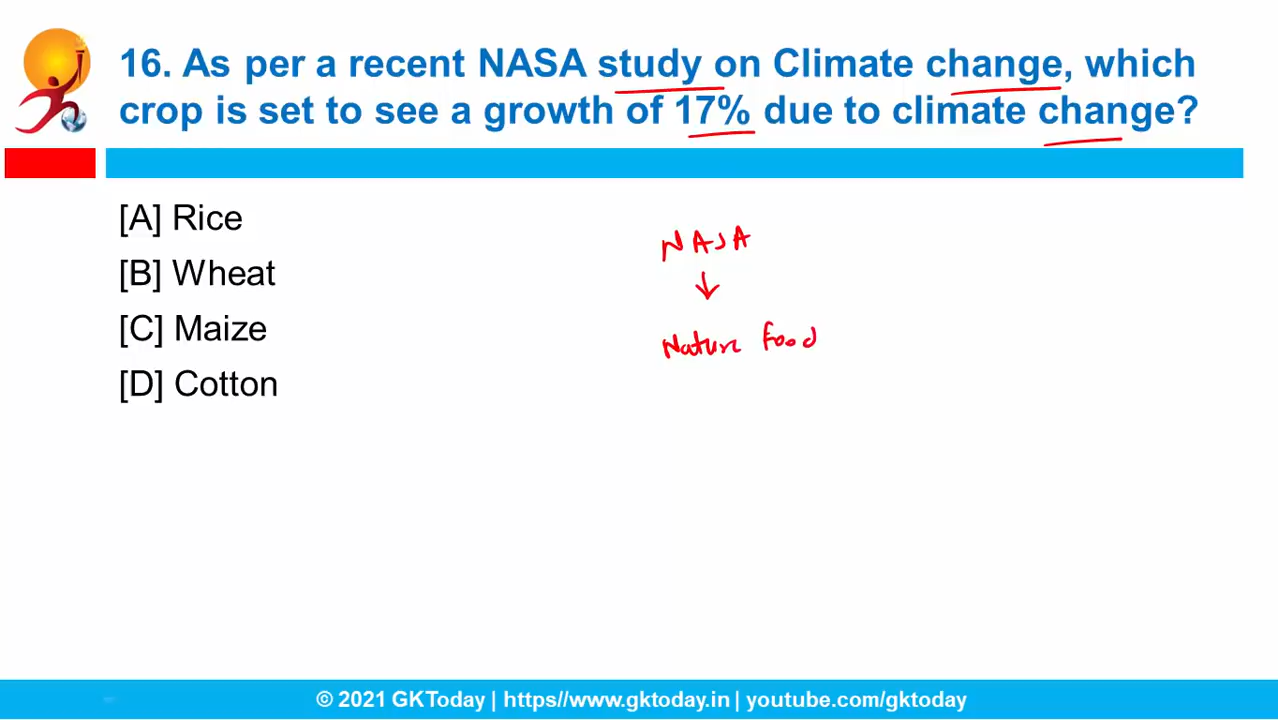 16. As per a recent NASA study on Climate change, which
crop is set to see a growth of 17% due to climate change?
[A] Rice
[B] Wheat
[C] Maize
[D] Cotton
NASA
↓
Nature Food
© 2021 GKToday | https//www.gktoday.in | youtube.com/gktoday